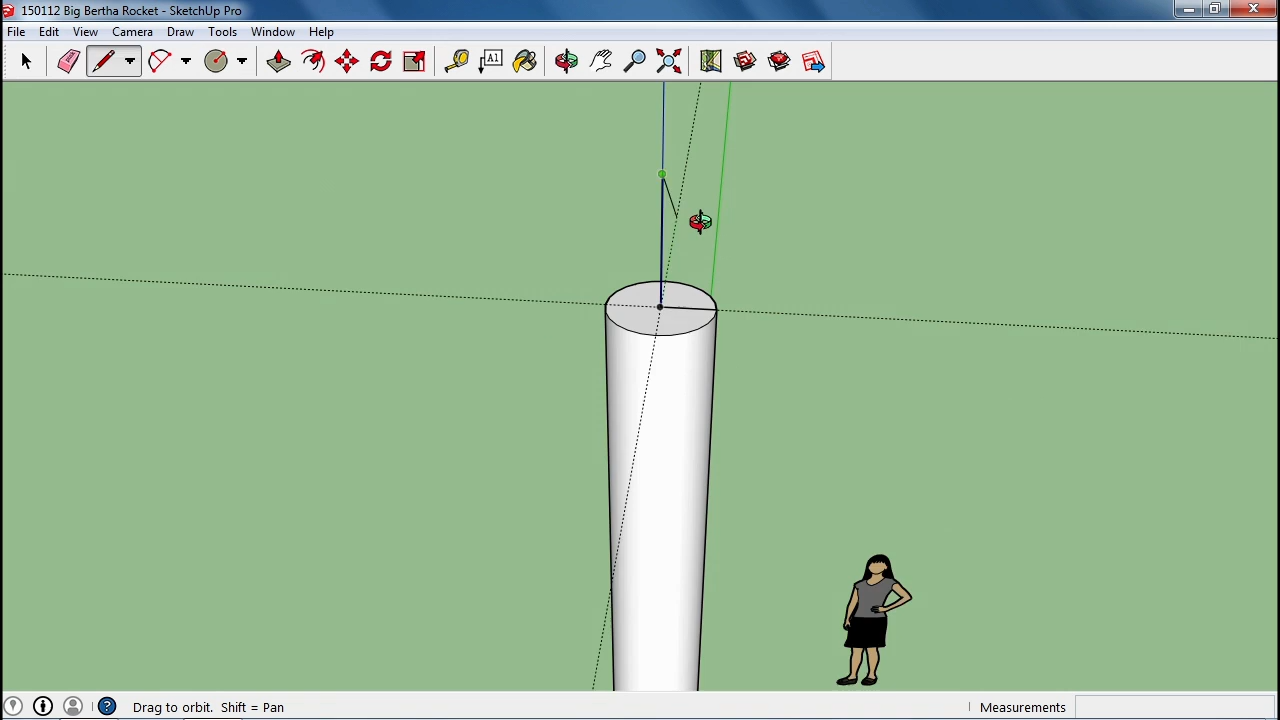 150112 Big Bertha Rocket - SketchUp Pro
File Edit View Camera Draw Tools Window Help
A1
Drag to orbit. Shift = Pan
Measurements